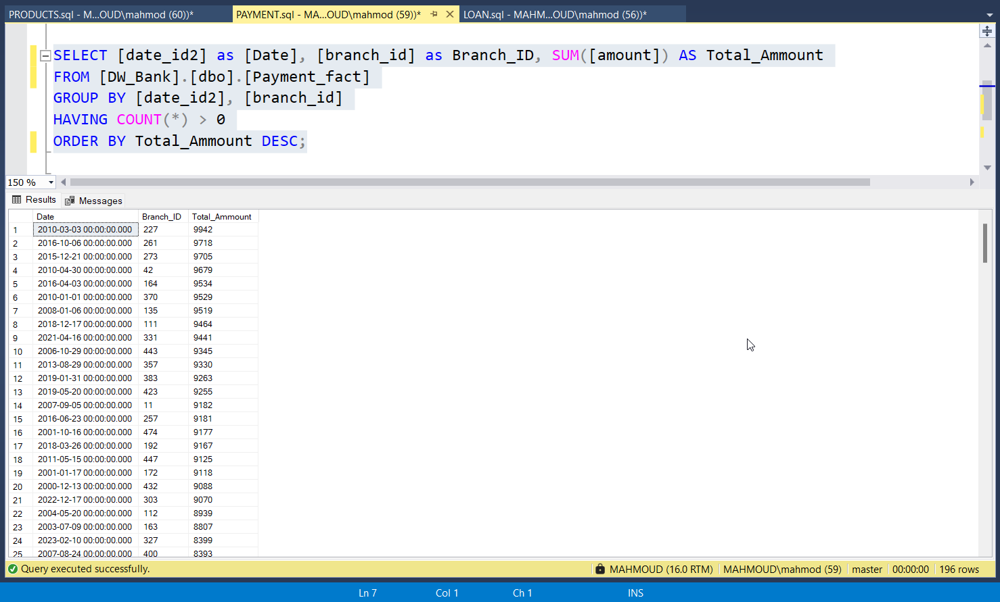 PRODUCTS.sql - M...OUD\mahmod (60))* PAYMENT.sql - MA...OUD\mahmod (59))* LOAN.sql - MAHM...OUD\mahmod (56))*
SELECT [date_id2] as [Date], [branch_id] as Branch_ID, SUM([amount]) AS Total_Ammount
FROM [DW_Bank].[dbo].[Payment_fact]
GROUP BY [date_id2], [branch_id]
HAVING COUNT(*) > 0
ORDER BY Total_Ammount DESC;
150 %
Results Messages
Date Branch_ID Total_Ammount
1 2010-03-03 00:00:00.000 227 9942
2 2016-10-06 00:00:00.000 261 9718
3 2015-12-21 00:00:00.000 273 9705
4 2010-04-30 00:00:00.000 42 9679
5 2016-04-03 00:00:00.000 164 9534
6 2010-01-01 00:00:00.000 370 9529
7 2008-01-06 00:00:00.000 135 9519
8 2018-12-17 00:00:00.000 111 9464
9 2021-04-16 00:00:00.000 331 9441
10 2006-10-29 00:00:00.000 443 9345
11 2013-08-29 00:00:00.000 357 9330
12 2019-01-31 00:00:00.000 383 9263
13 2019-05-20 00:00:00.000 423 9255
14 2007-09-05 00:00:00.000 11 9182
15 2016-06-23 00:00:00.000 257 9181
16 2001-10-16 00:00:00.000 474 9177
17 2018-03-26 00:00:00.000 192 9167
18 2011-05-15 00:00:00.000 447 9125
19 2001-01-17 00:00:00.000 172 9118
20 2000-12-13 00:00:00.000 432 9088
21 2022-12-17 00:00:00.000 303 9070
22 2004-05-20 00:00:00.000 112 8939
23 2003-07-09 00:00:00.000 163 8807
24 2023-02-10 00:00:00.000 327 8399
25 2007-08-24 00:00:00.000 400 8393
Query executed successfully. MAHMOUD (16.0 RTM) MAHMOUD\mahmod (59) master 00:00:00 196 rows
Ln 7 Col 1 Ch 1 INS